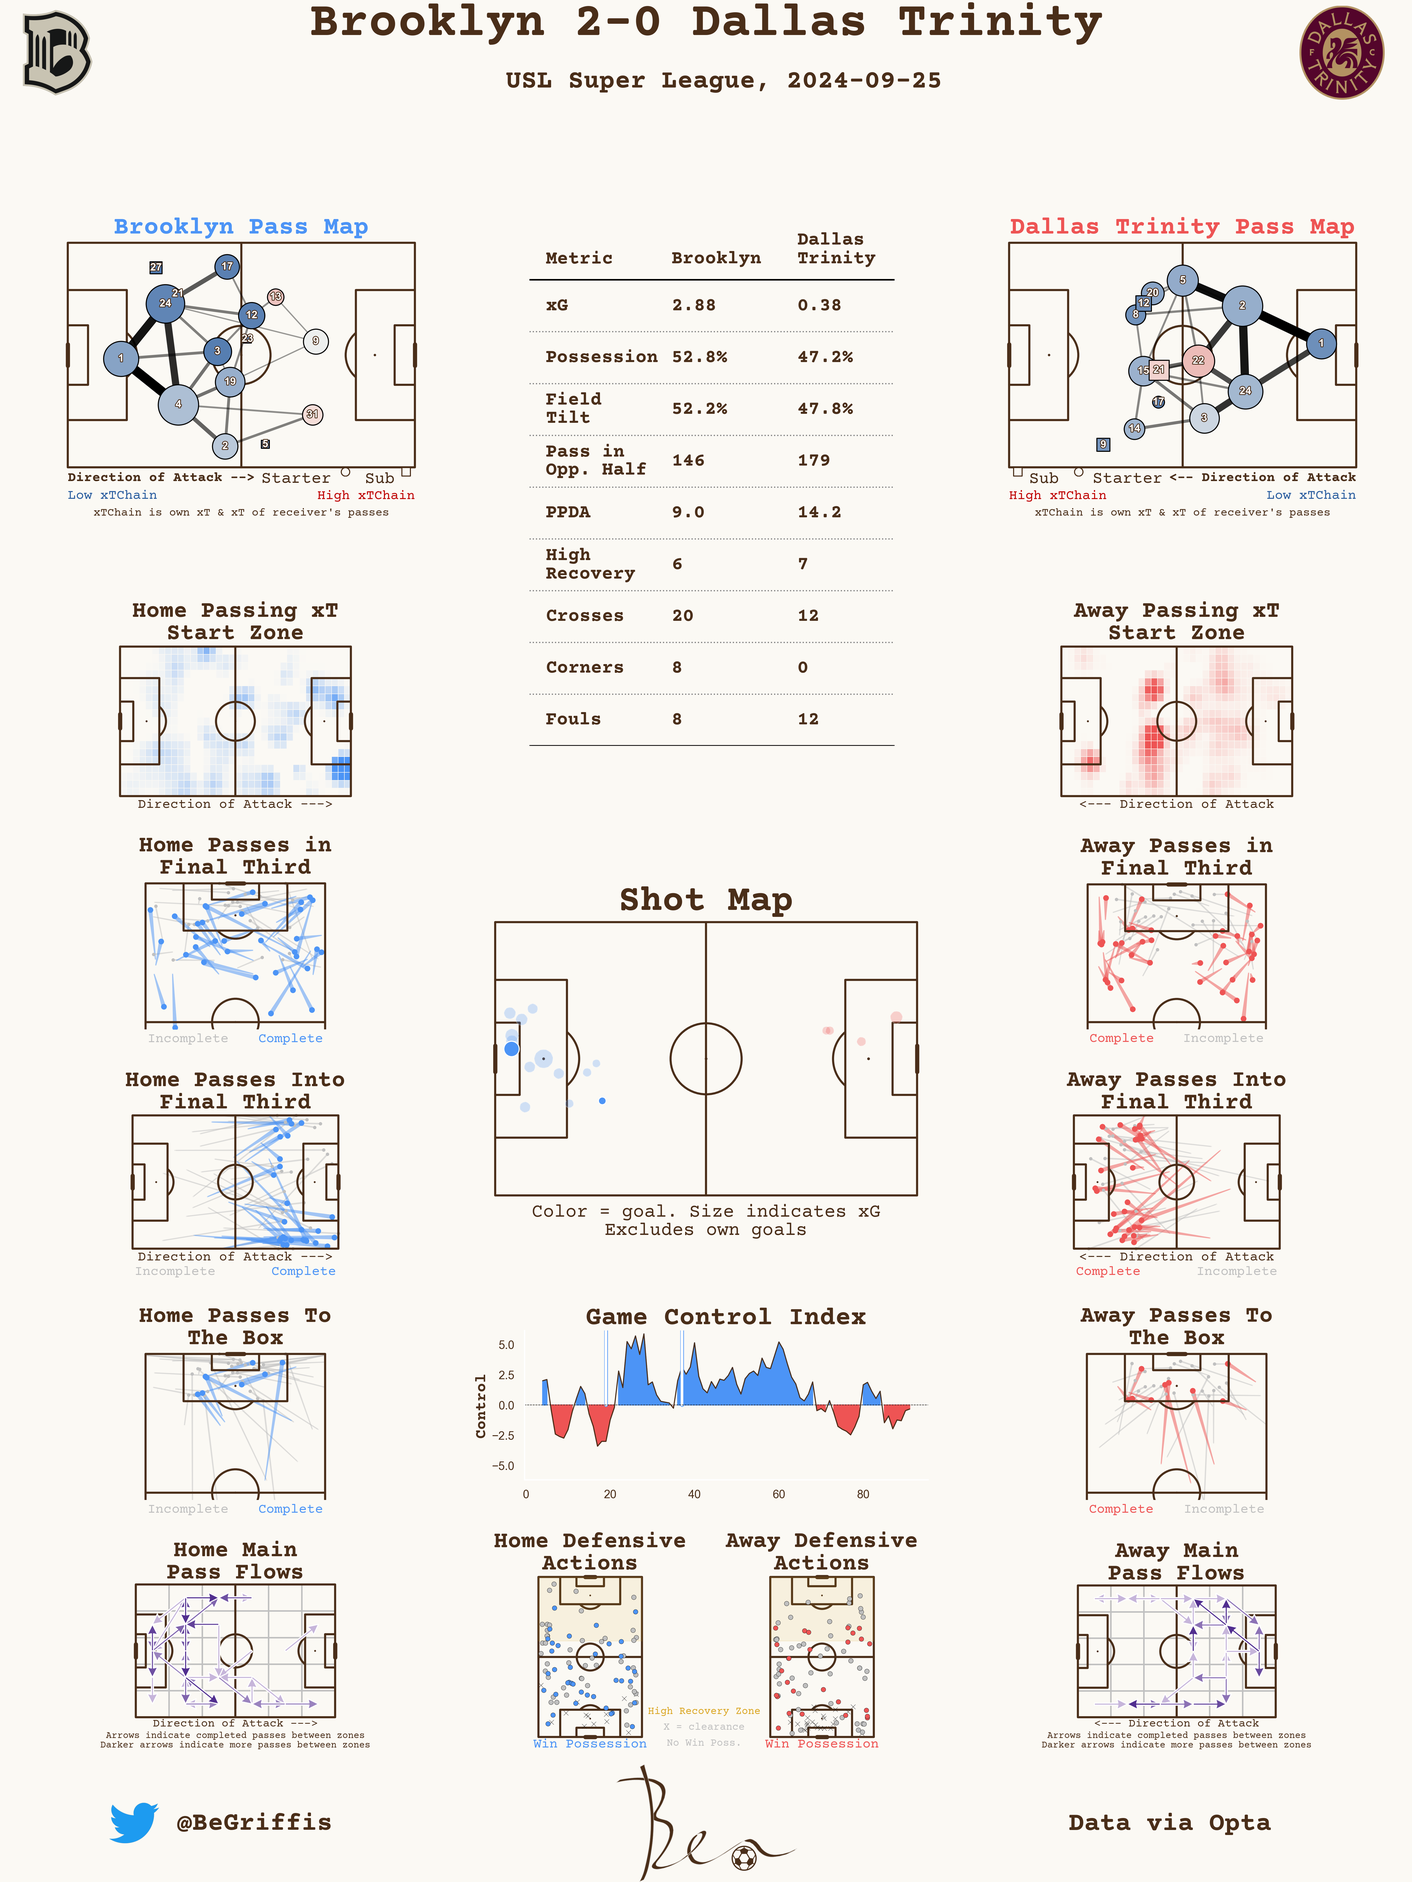 Brooklyn 2-0 Dallas Trinity
USL Super League, 2024-09-25
B
DALLAS
F C
TRINITY
Brooklyn Pass Map
27
17
21
24
13
12
23
9
3
1
19
4
31
2
5
Direction of Attack --> Starter Sub
Low xTChain High xTChain
xTChain is own xT & xT of receiver's passes
Metric Brooklyn Dallas Trinity
xG 2.88 0.38
Possession 52.8% 47.2%
Field Tilt 52.2% 47.8%
Pass in Opp. Half 146 179
PPDA 9.0 14.2
High Recovery 6 7
Crosses 20 12
Corners 8 0
Fouls 8 12
Dallas Trinity Pass Map
5
20
12
2
8
1
22
15
21
24
17
3
14
9
Sub Starter <-- Direction of Attack
High xTChain Low xTChain
xTChain is own xT & xT of receiver's passes
Home Passing xT
Start Zone
Direction of Attack --->
Away Passing xT
Start Zone
<--- Direction of Attack
Home Passes in
Final Third
Incomplete Complete
Away Passes in
Final Third
Complete Incomplete
Shot Map
Color = goal. Size indicates xG
Excludes own goals
Home Passes Into
Final Third
Direction of Attack --->
Incomplete Complete
Away Passes Into
Final Third
<--- Direction of Attack
Complete Incomplete
Home Passes To
The Box
Incomplete Complete
Game Control Index
Control
5.0
2.5
0.0
−2.5
−5.0
0 20 40 60 80
Away Passes To
The Box
Complete Incomplete
Home Main
Pass Flows
Direction of Attack --->
Arrows indicate completed passes between zones
Darker arrows indicate more passes between zones
Home Defensive
Actions
Win Possession
High Recovery Zone
X = clearance
No Win Poss.
Away Defensive
Actions
Win Possession
Away Main
Pass Flows
<--- Direction of Attack
Arrows indicate completed passes between zones
Darker arrows indicate more passes between zones
@BeGriffis
Ben
Data via Opta